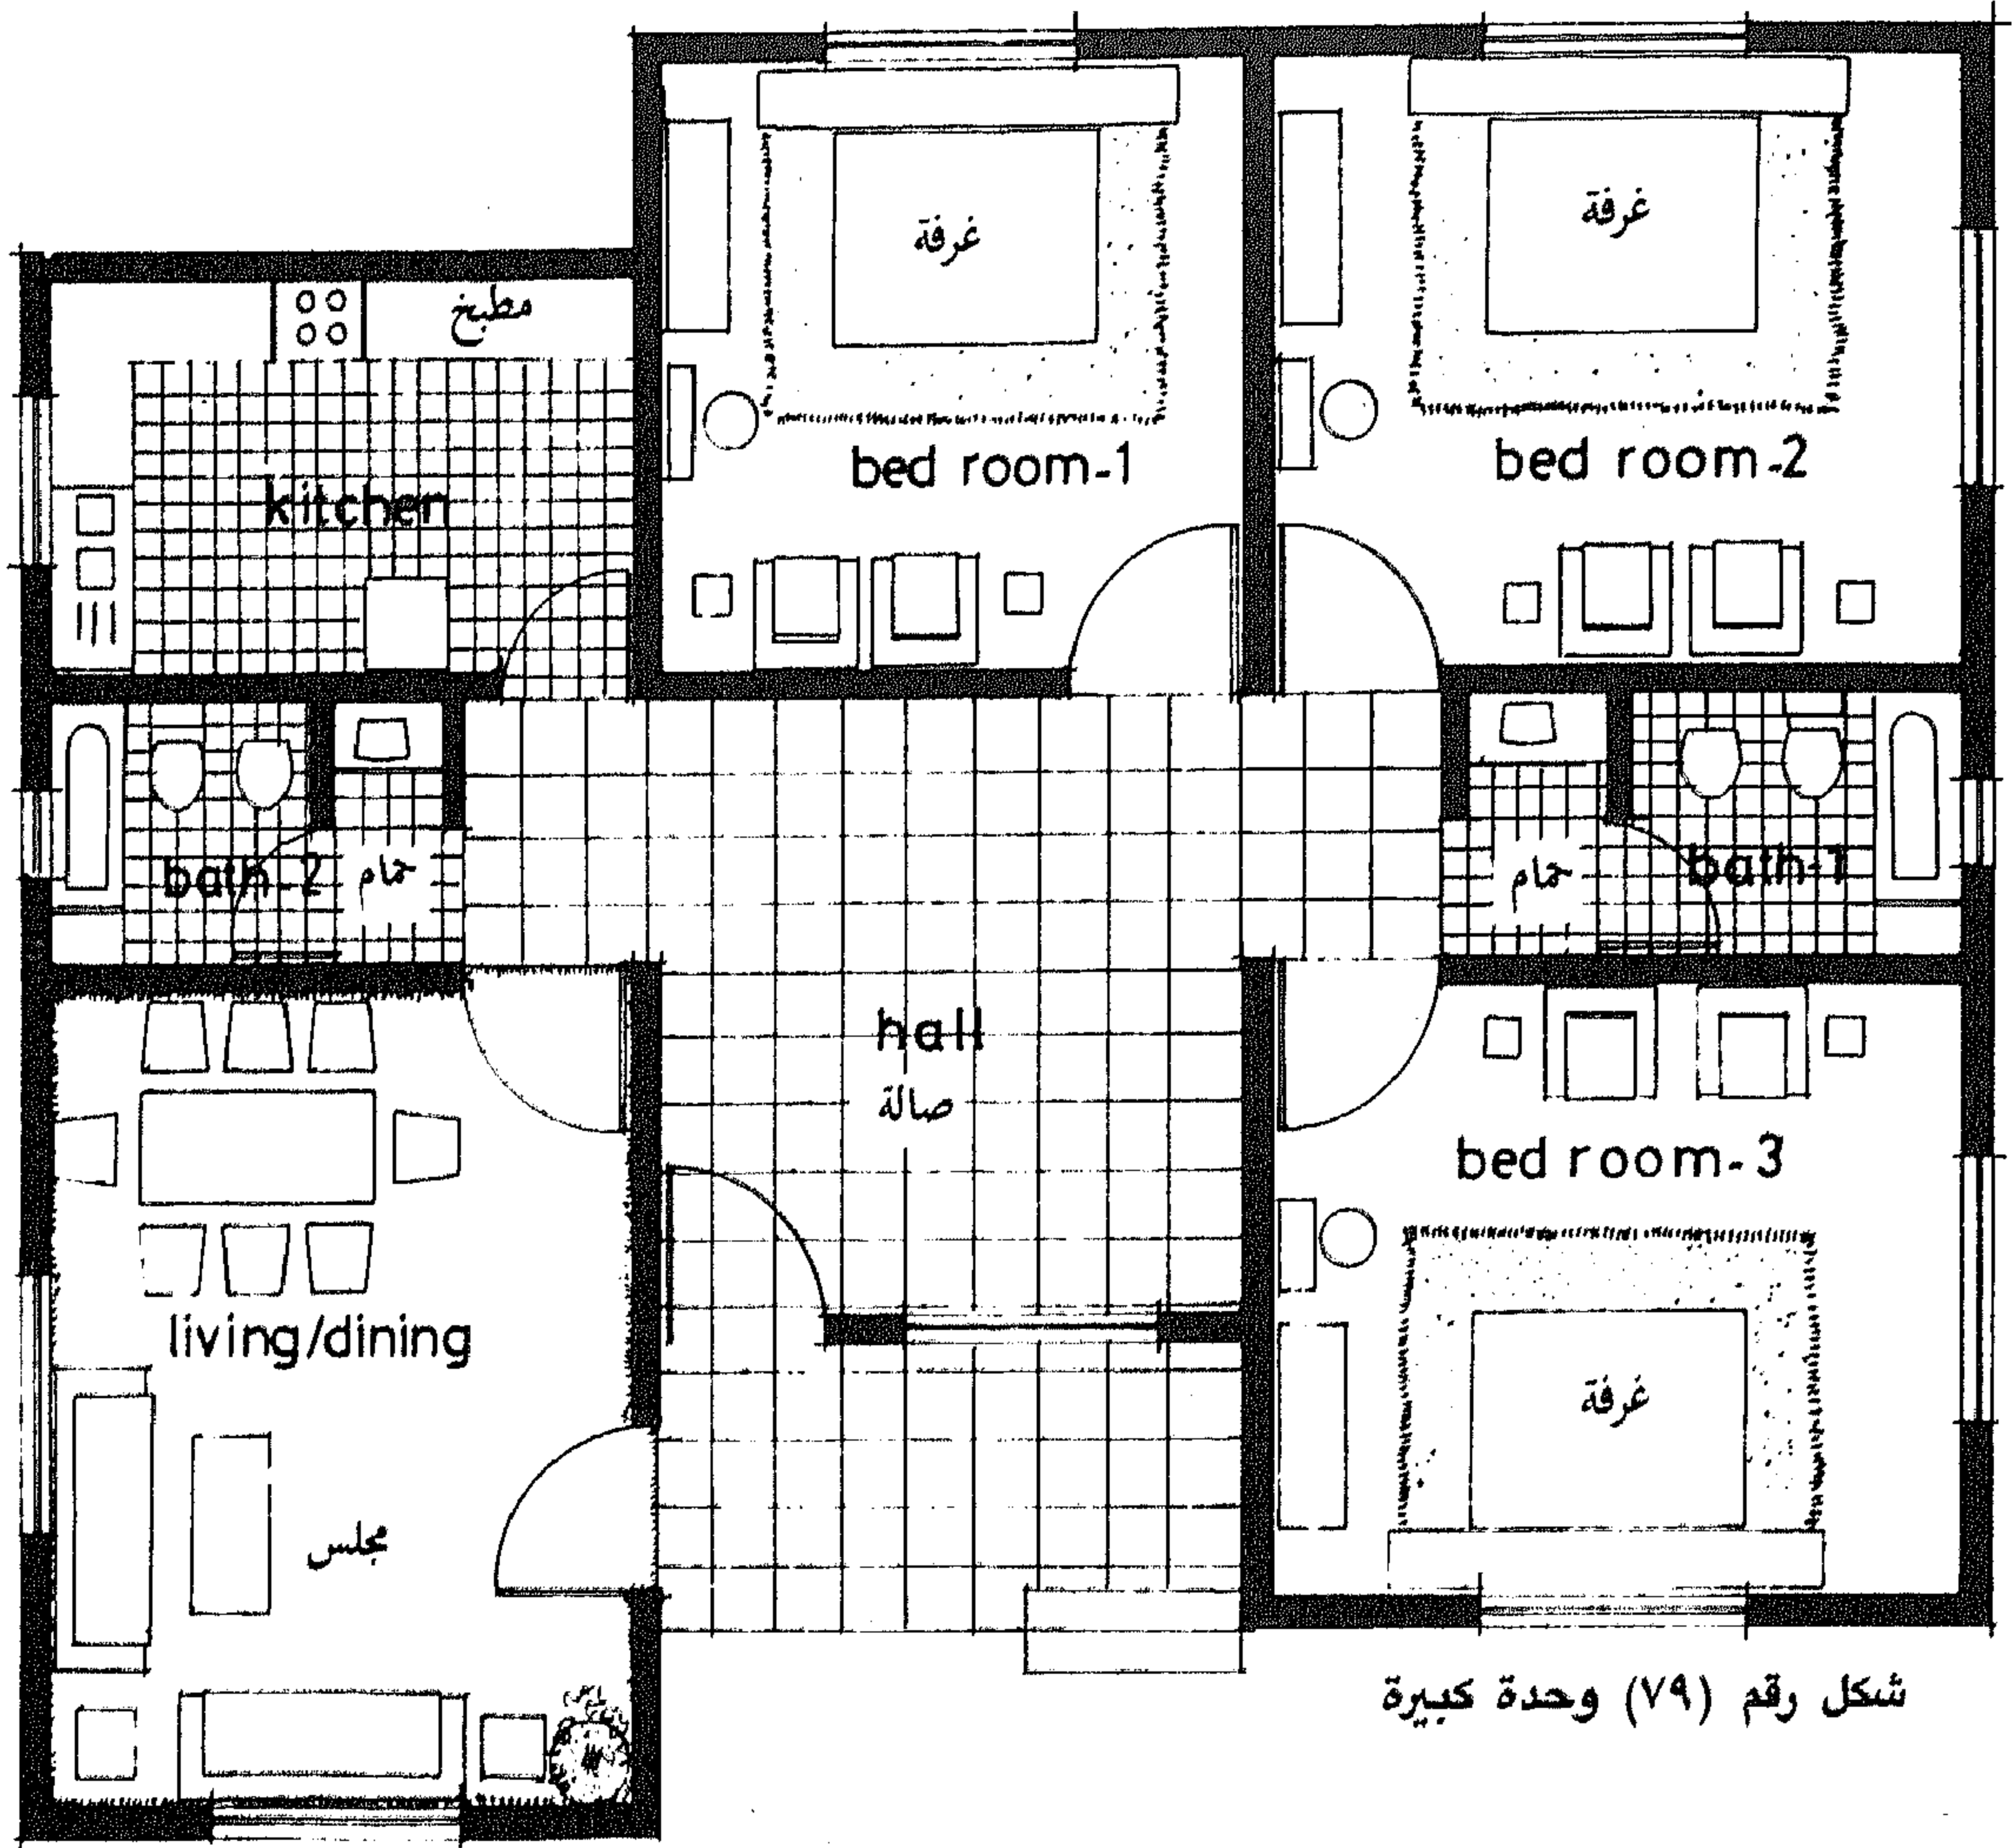 غرفة
غرفة
مطبخ
bed room-1
bed room-2
kitchen
bath-2
حمام
حمام
bath-1
hall
صالة
bed room-3
living/dining
غرفة
مجلس
شكل رقم (٧٩) وحدة كبيرة